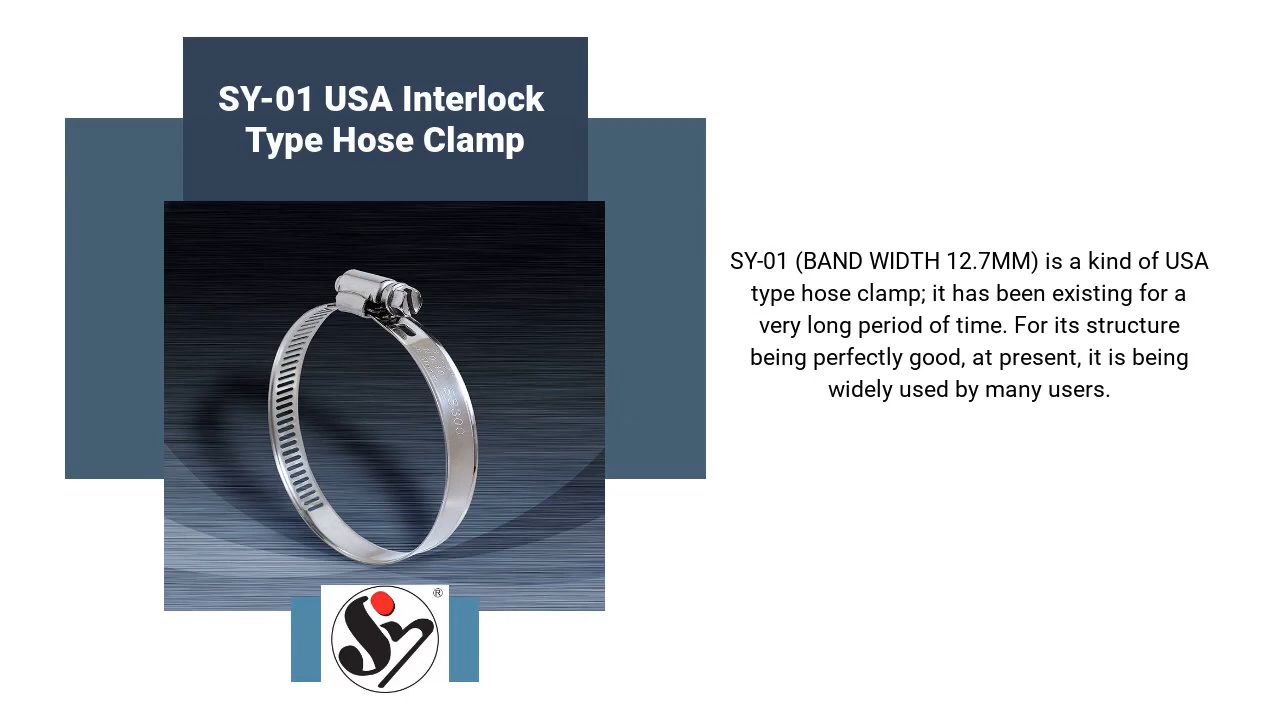 SY-01 USA Interlock
Type Hose Clamp
SY-01 (BAND WIDTH 12.7MM) is a kind of USA
type hose clamp; it has been existing for a
very long period of time. For its structure
being perfectly good, at present, it is being
widely used by many users.
Sy
®